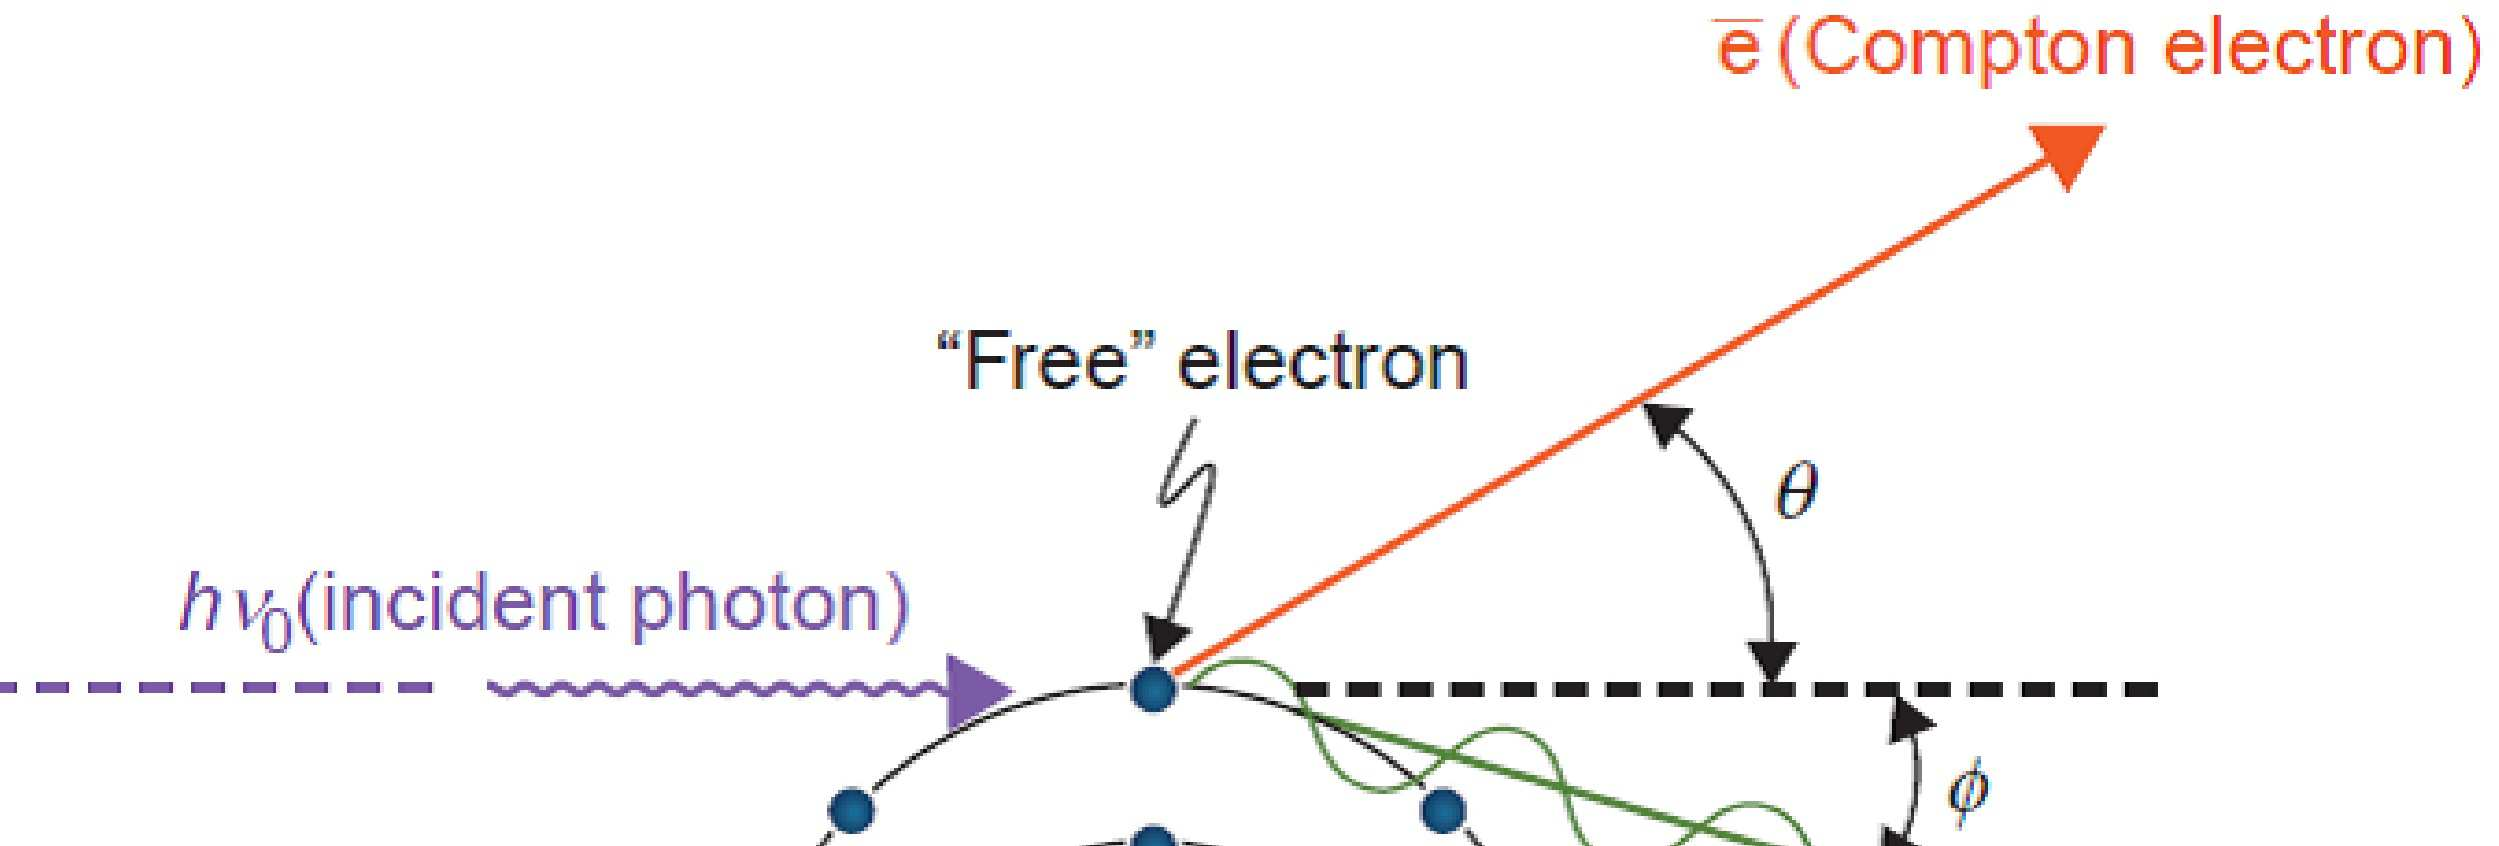 e̅ (Compton electron)
“Free” electron
θ
hν₀(incident photon)
ϕ